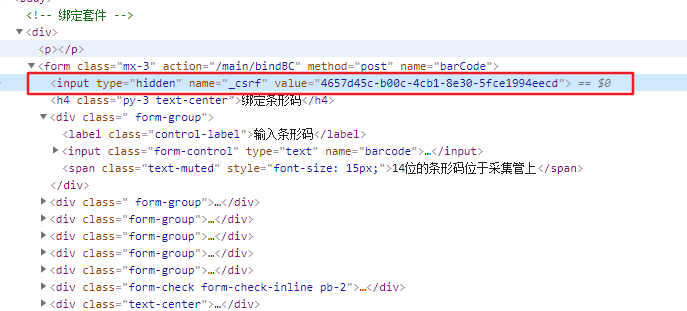 <!-- 绑定套件 -->
▼<div>
<p></p>
▼<form class="mx-3" action="/main/bindBC" method="post" name="barCode">
<input type="hidden" name="_csrf" value="4657d45c-b00c-4cb1-8e30-5fce1994eecd"> == $0
<h4 class="py-3 text-center">绑定条形码</h4>
▼<div class=" form-group">
<label class="control-label">输入条形码</label>
▶<input class="form-control" type="text" name="barcode">…</input>
<span class="text-muted" style="font-size: 15px;">14位的条形码位于采集管上</span>
</div>
▶<div class=" form-group">…</div>
▶<div class="form-group">…</div>
▶<div class="form-group">…</div>
▶<div class="form-group">…</div>
▶<div class="form-check form-check-inline pb-2">…</div>
▶<div class="text-center">…</div>